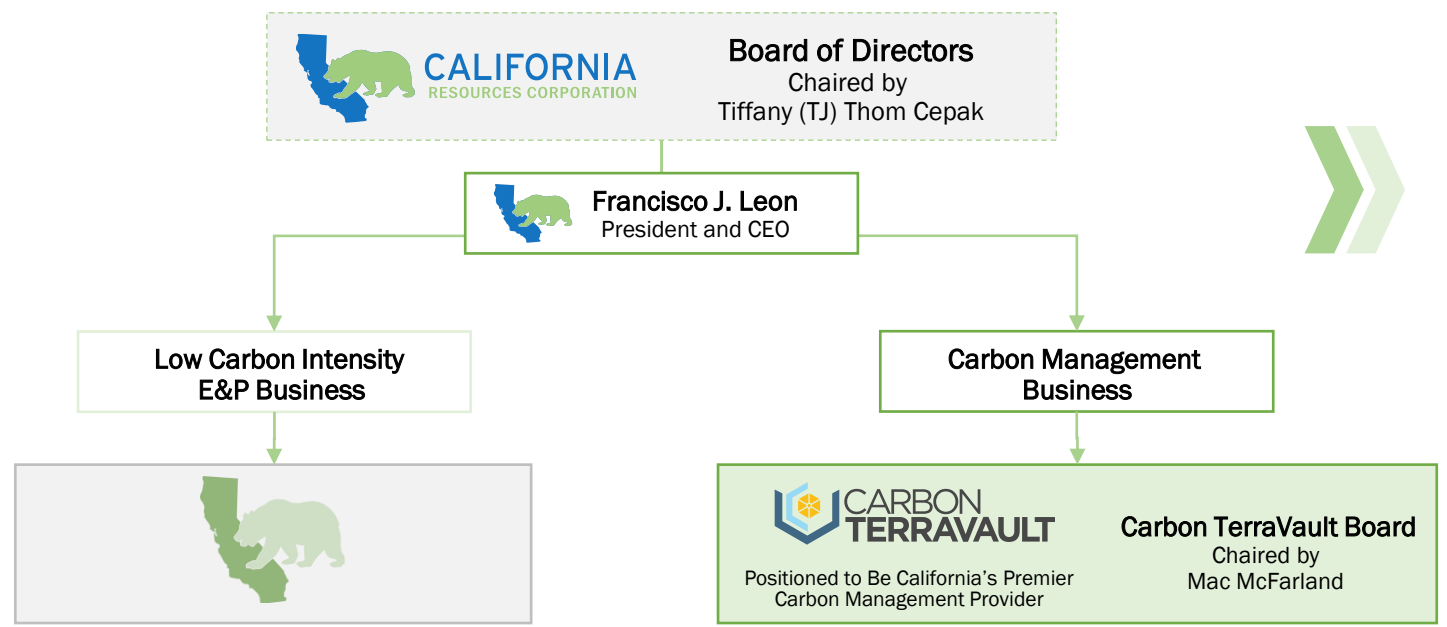 CALIFORNIA
RESOURCES CORPORATION
Board of Directors
Chaired by
Tiffany (TJ) Thom Cepak
Francisco J. Leon
President and CEO
Low Carbon Intensity
E&P Business
Carbon Management
Business
CARBON
TERRAVAULT
Positioned to Be California's Premier
Carbon Management Provider
Carbon TerraVault Board
Chaired by
Mac McFarland